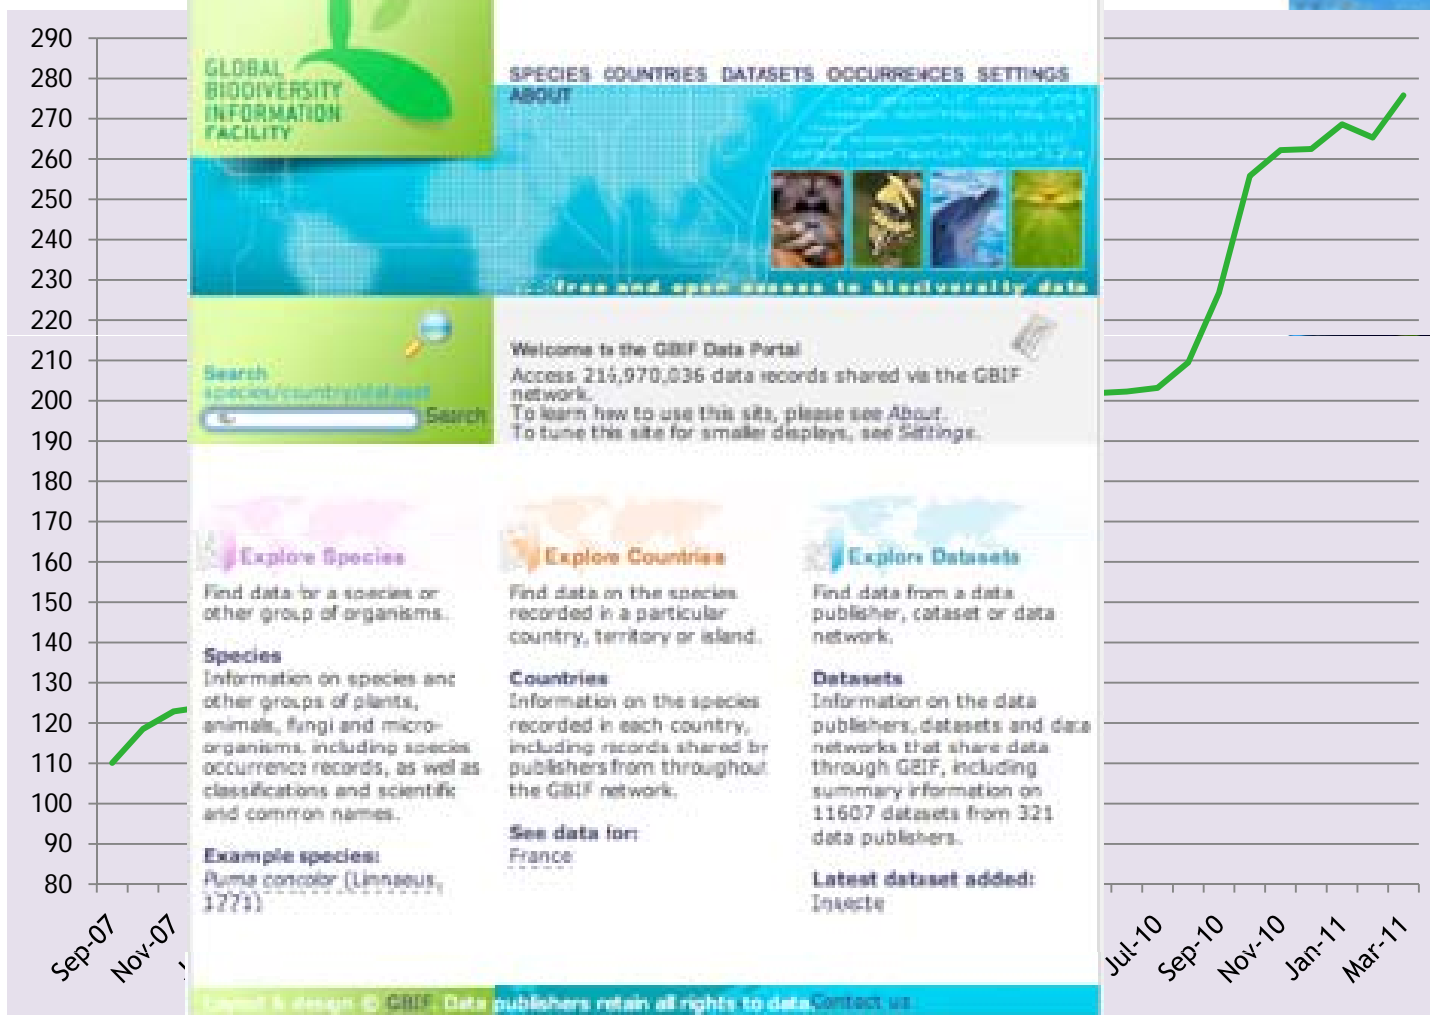 290
280
270
260
250
240
230
220
210
200
190
180
170
160
150
140
130
120
110
100
90
80
Sep-07
Nov-07
GLOBAL
BIODIVERSITY
INFORMATION
FACILITY
SPECIES COUNTRIES DATASETS OCCURRENCES SETTINGS
ABOUT
free and open access to biodiversity data
Search
species/country/dataset
Search
Welcome to the GBIF Data Portal
Access data records shared via the GBIF
network.
To learn how to use this site, please see About.
To tune this site for smaller displays, see Settings.
Explore Species
Find data for a species or
other group of organisms.
Species
Information on species and
other groups of plants,
animals, fungi and micro-
organisms, including species
occurrence records, as well as
classifications and scientific
and common names.
Example species:
Puma concolor (Linnaeus,
1771)
Explore Countries
Find data on the species
recorded in a particular
country, territory or island.
Countries
Information on the species
recorded in each country,
including records shared by
publishers from throughout
the GBIF network.
See data for:
France
Explore Datasets
Find data from a data
publisher, dataset or data
network.
Datasets
Information on the data
publishers, datasets and data
networks that share data
through GBIF, including
summary information on
11607 datasets from 321
data publishers.
Latest dataset added:
Insecte
Layout & design © GBIF. Data publishers retain all rights to data. Contact us
Jul-10
Sep-10
Nov-10
Jan-11
Mar-11